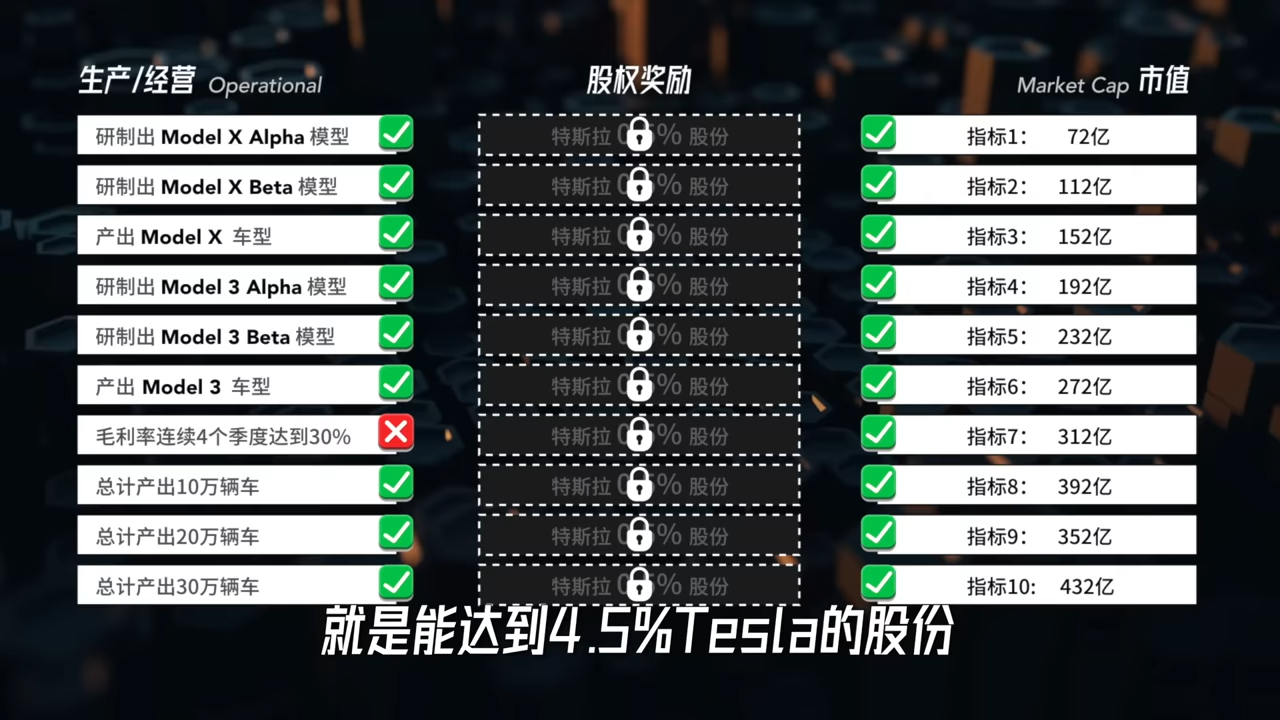 生产/经营 Operational 股权奖励 Market Cap 市值
研制出 Model X Alpha 模型 特斯拉 % 股份 指标1： 72亿
研制出 Model X Beta 模型 特斯拉 % 股份 指标2： 112亿
产出 Model X 车型 特斯拉 % 股份 指标3： 152亿
研制出 Model 3 Alpha 模型 特斯拉 % 股份 指标4： 192亿
研制出 Model 3 Beta 模型 特斯拉 % 股份 指标5： 232亿
产出 Model 3 车型 特斯拉 % 股份 指标6： 272亿
毛利率连续4个季度达到30% 特斯拉 % 股份 指标7： 312亿
总计产出10万辆车 特斯拉 % 股份 指标8： 392亿
总计产出20万辆车 特斯拉 % 股份 指标9： 352亿
总计产出30万辆车 特斯拉 % 股份 指标10: 432亿
就是能达到4.5%Tesla的股份